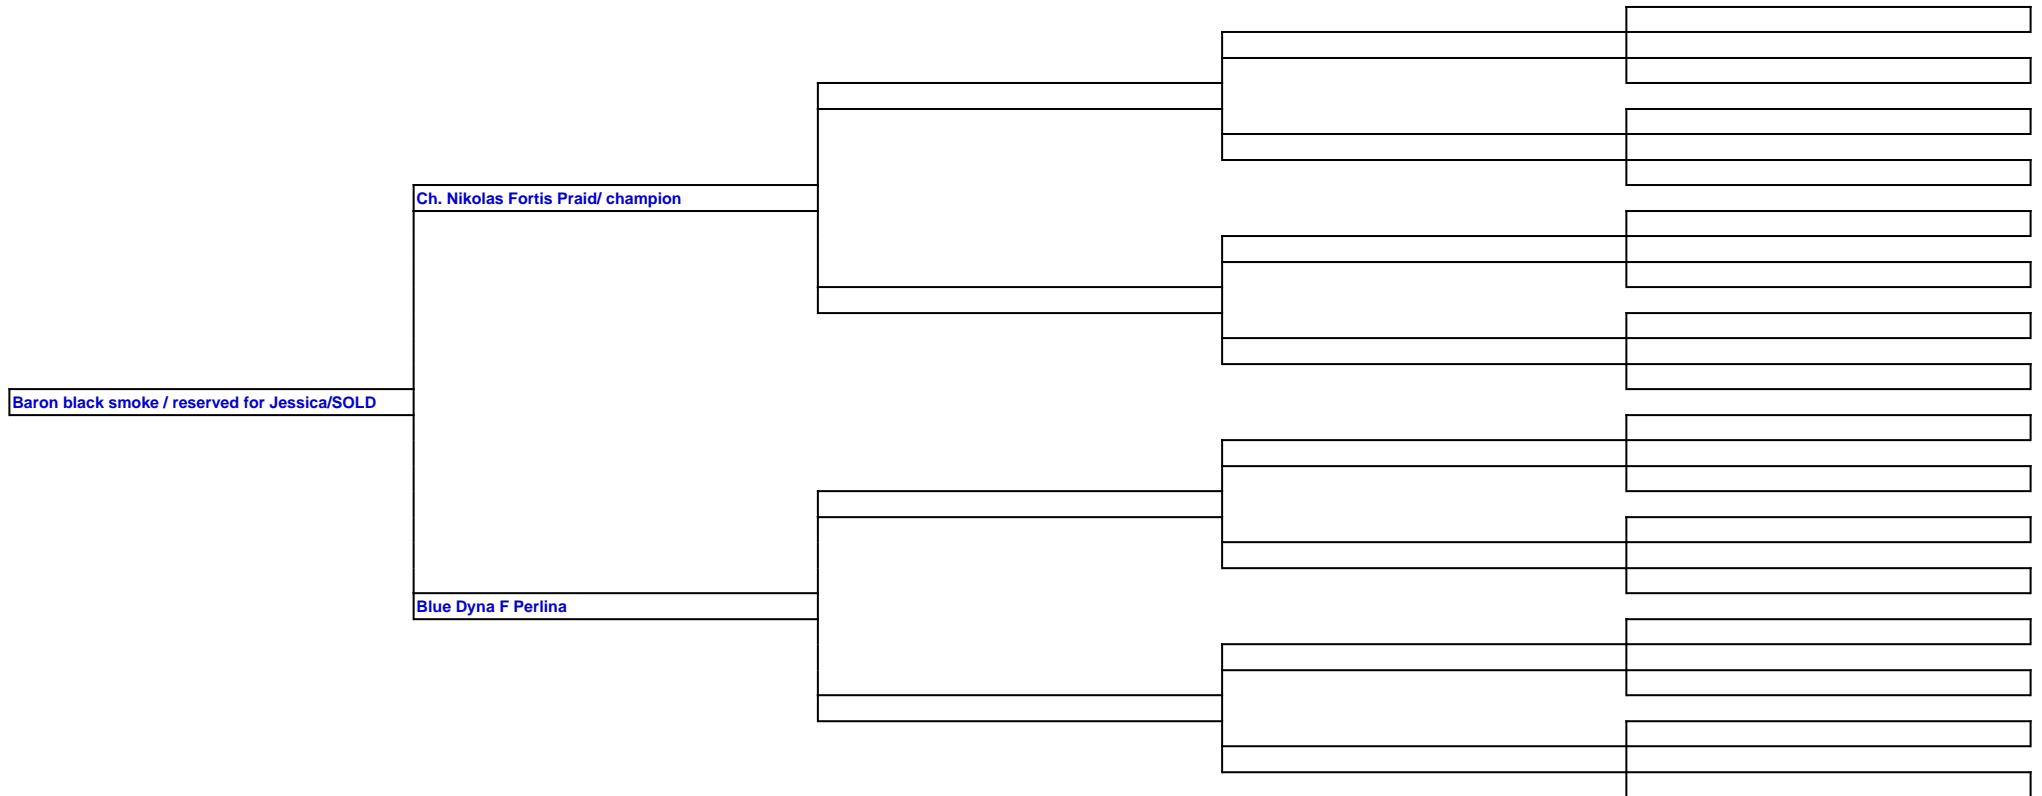 Ch. Nikolas Fortis Praid/ champion
Baron black smoke / reserved for Jessica/SOLD
Blue Dyna F Perlina